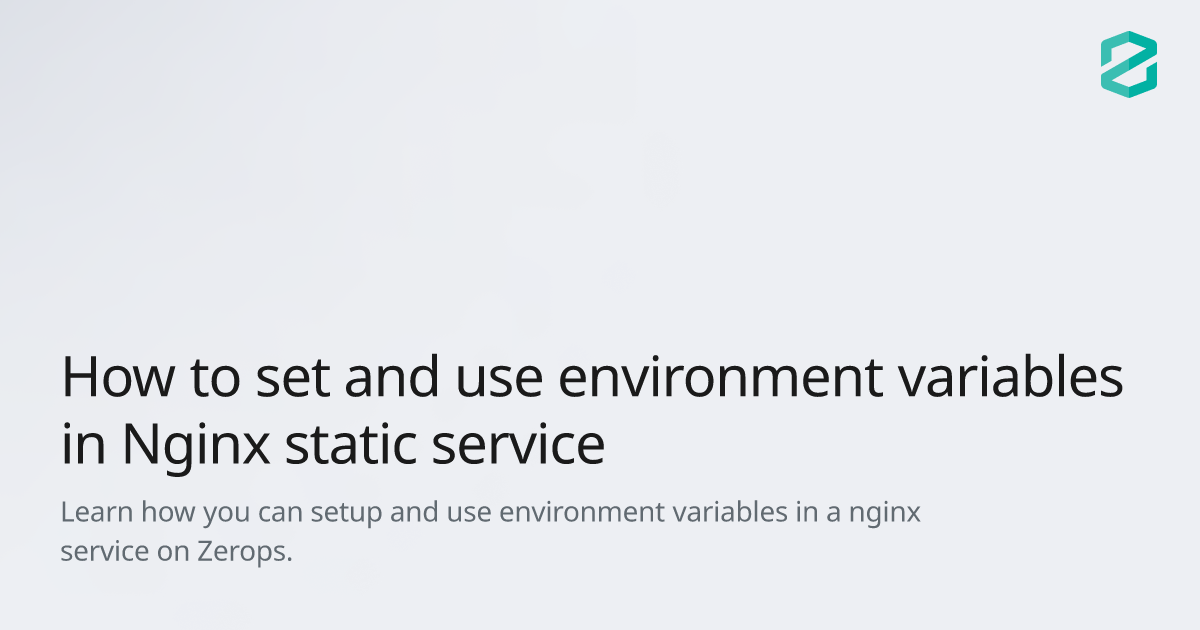 How to set and use environment variables
in Nginx static service
Learn how you can setup and use environment variables in a nginx
service on Zerops.